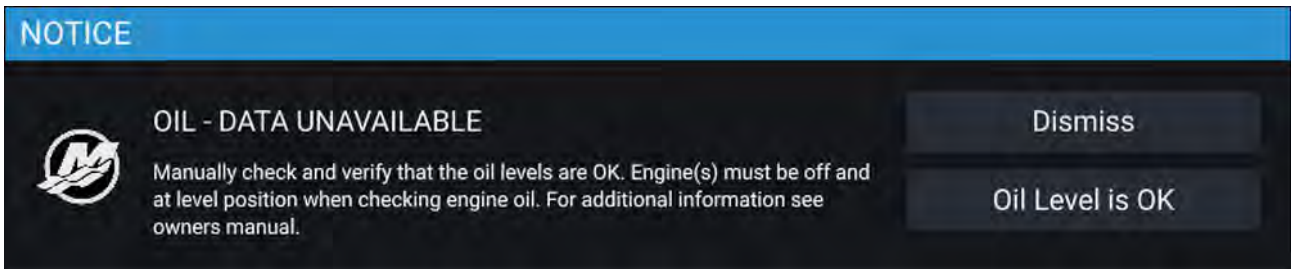 NOTICE
OIL - DATA UNAVAILABLE
Manually check and verify that the oil levels are OK. Engine(s) must be off and
at level position when checking engine oil. For additional information see
owners manual.
Dismiss
Oil Level is OK